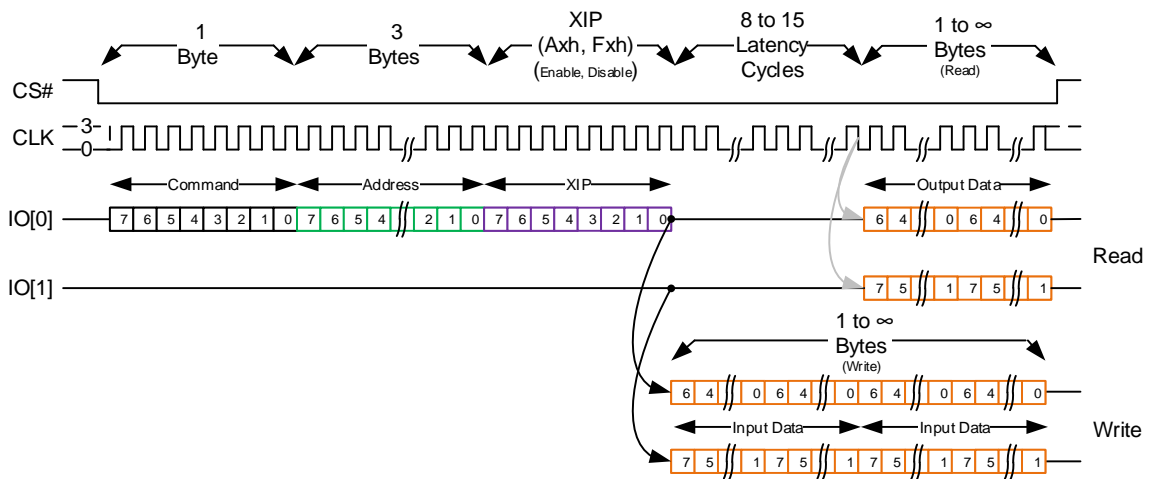 1 Byte
3 Bytes
XIP (Axh, Fxh) (Enable, Disable)
8 to 15 Latency Cycles
1 to ∞ Bytes (Read)
CS#
CLK 3 0
Command Address XIP Output Data
IO[0] 7 6 5 4 3 2 1 0 7 6 5 4 2 1 0 7 6 5 4 3 2 1 0 6 4 0 6 4 0
Read
IO[1] 7 5 1 7 5 1
1 to ∞ Bytes (Write)
6 4 0 6 4 0 6 4 0 6 4 0
Input Data Input Data
Write
7 5 1 7 5 1 7 5 1 7 5 1